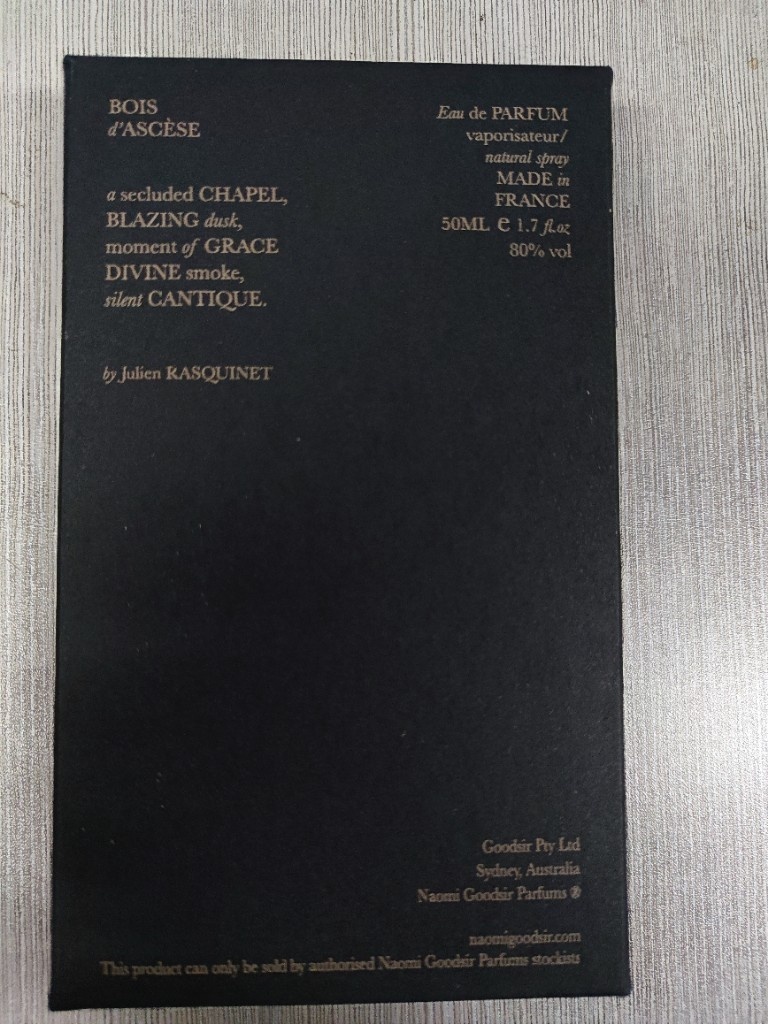 BOIS
d'ASCÈSE
a secluded CHAPEL,
BLAZING dusk,
moment of GRACE
DIVINE smoke,
silent CANTIQUE.
by Julien RASQUINET
Eau de PARFUM
vaporisateur/
natural spray
MADE in
FRANCE
50ML e 1.7 fl.oz
80% vol
Goodsir Pty Ltd
Sydney, Australia
Naomi Goodsir Parfums ®
naomigoodsir.com
This product can only be sold by authorised Naomi Goodsir Parfums stockists